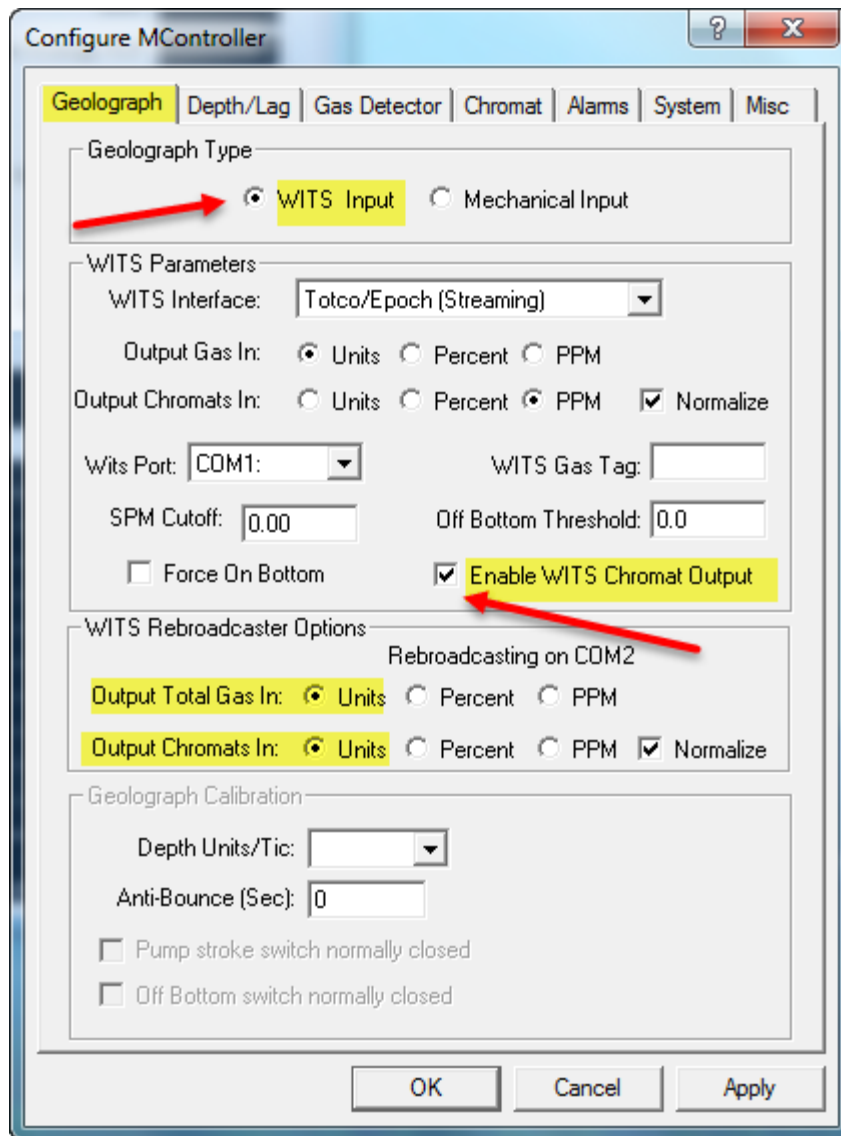 Configure MController
Geolograph Depth/Lag Gas Detector Chromat Alarms System Misc
Geolograph Type
WITS Input Mechanical Input
WITS Parameters
WITS Interface: Totco/Epoch (Streaming)
Output Gas In: Units Percent PPM
Output Chromats In: Units Percent PPM Normalize
Wits Port: COM1: WITS Gas Tag:
SPM Cutoff: 0.00 Off Bottom Threshold: 0.0
Force On Bottom Enable WITS Chromat Output
WITS Rebroadcaster Options
Rebroadcasting on COM2
Output Total Gas In: Units Percent PPM
Output Chromats In: Units Percent PPM Normalize
Geolograph Calibration
Depth Units/Tic:
Anti-Bounce (Sec): 0
Pump stroke switch normally closed
Off Bottom switch normally closed
OK Cancel Apply